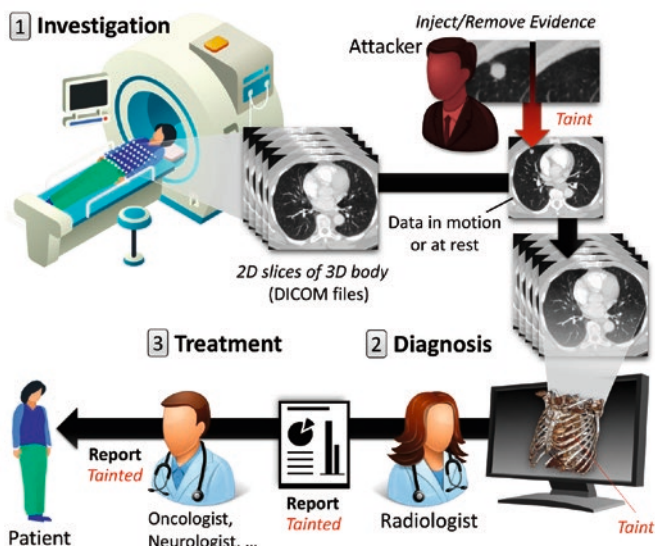 1 Investigation
Inject/Remove Evidence
Attacker
Taint
Data in motion
or at rest
2D slices of 3D body
(DICOM files)
3 Treatment
2 Diagnosis
Report
Tainted
Report
Tainted
Taint
Patient
Oncologist,
Neurologist, ...
Radiologist